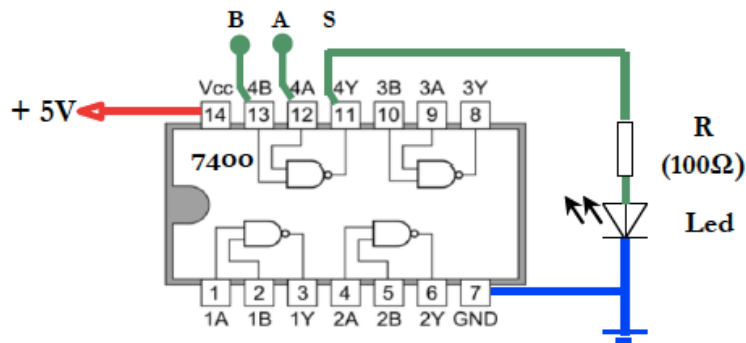 B A S
Vcc 4B 4A 4Y 3B 3A 3Y
+ 5V
14 13 12 11 10 9 8
7400
R
(100Ω)
Led
1 2 3 4 5 6 7
1A 1B 1Y 2A 2B 2Y GND